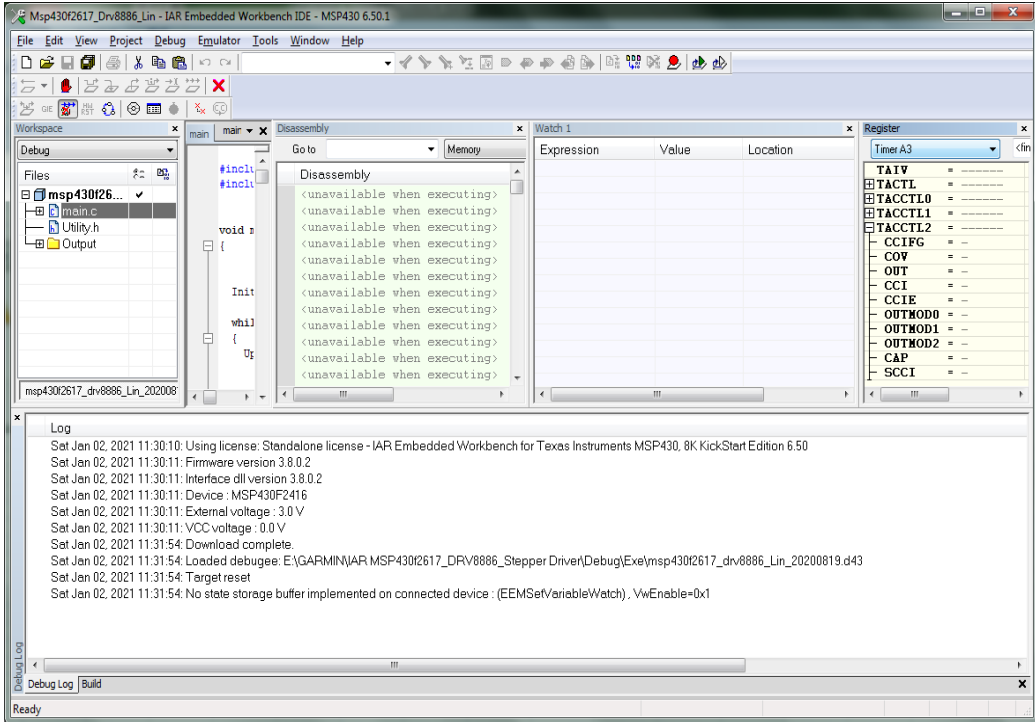 Msp430f2617_Drv8886_Lin - IAR Embedded Workbench IDE - MSP430 6.50.1
File Edit View Project Debug Emulator Tools Window Help
GIE
Workspace
Debug
Files
msp430f26...
main.c
Utility.h
Output
msp430f2617_drv8886_Lin_202008
main
mair
#inclu
#inclu
void m
{
Init
whil
{
Up
Disassembly
Go to
Memory
Disassembly
<unavailable when executing>
<unavailable when executing>
<unavailable when executing>
<unavailable when executing>
<unavailable when executing>
<unavailable when executing>
<unavailable when executing>
<unavailable when executing>
<unavailable when executing>
<unavailable when executing>
<unavailable when executing>
<unavailable when executing>
Watch 1
Expression Value Location
Register
Timer A3
<fin
TAIV = ------
TACTL = ------
TACCTL0 = ------
TACCTL1 = ------
TACCTL2 = ------
CCIFG = -
COV = -
OUT = -
CCI = -
CCIE = -
OUTMOD0 = -
OUTMOD1 = -
OUTMOD2 = -
CAP = -
SCCI = -
Log
Sat Jan 02, 2021 11:30:10: Using license: Standalone license - IAR Embedded Workbench for Texas Instruments MSP430, 8K KickStart Edition 6.50
Sat Jan 02, 2021 11:30:11: Firmware version 3.8.0.2
Sat Jan 02, 2021 11:30:11: Interface dll version 3.8.0.2
Sat Jan 02, 2021 11:30:11: Device : MSP430F2416
Sat Jan 02, 2021 11:30:11: External voltage : 3.0 V
Sat Jan 02, 2021 11:30:11: VCC voltage : 0.0 V
Sat Jan 02, 2021 11:31:54: Download complete.
Sat Jan 02, 2021 11:31:54: Loaded debugee: E:\GARMIN\IAR MSP430f2617_DRV8886_Stepper Driver\Debug\Exe\msp430f2617_drv8886_Lin_20200819.d43
Sat Jan 02, 2021 11:31:54: Target reset
Sat Jan 02, 2021 11:31:54: No state storage buffer implemented on connected device : (EEMSetVariableWatch) , VwEnable=0x1
Debug Log
Debug Log Build
Ready